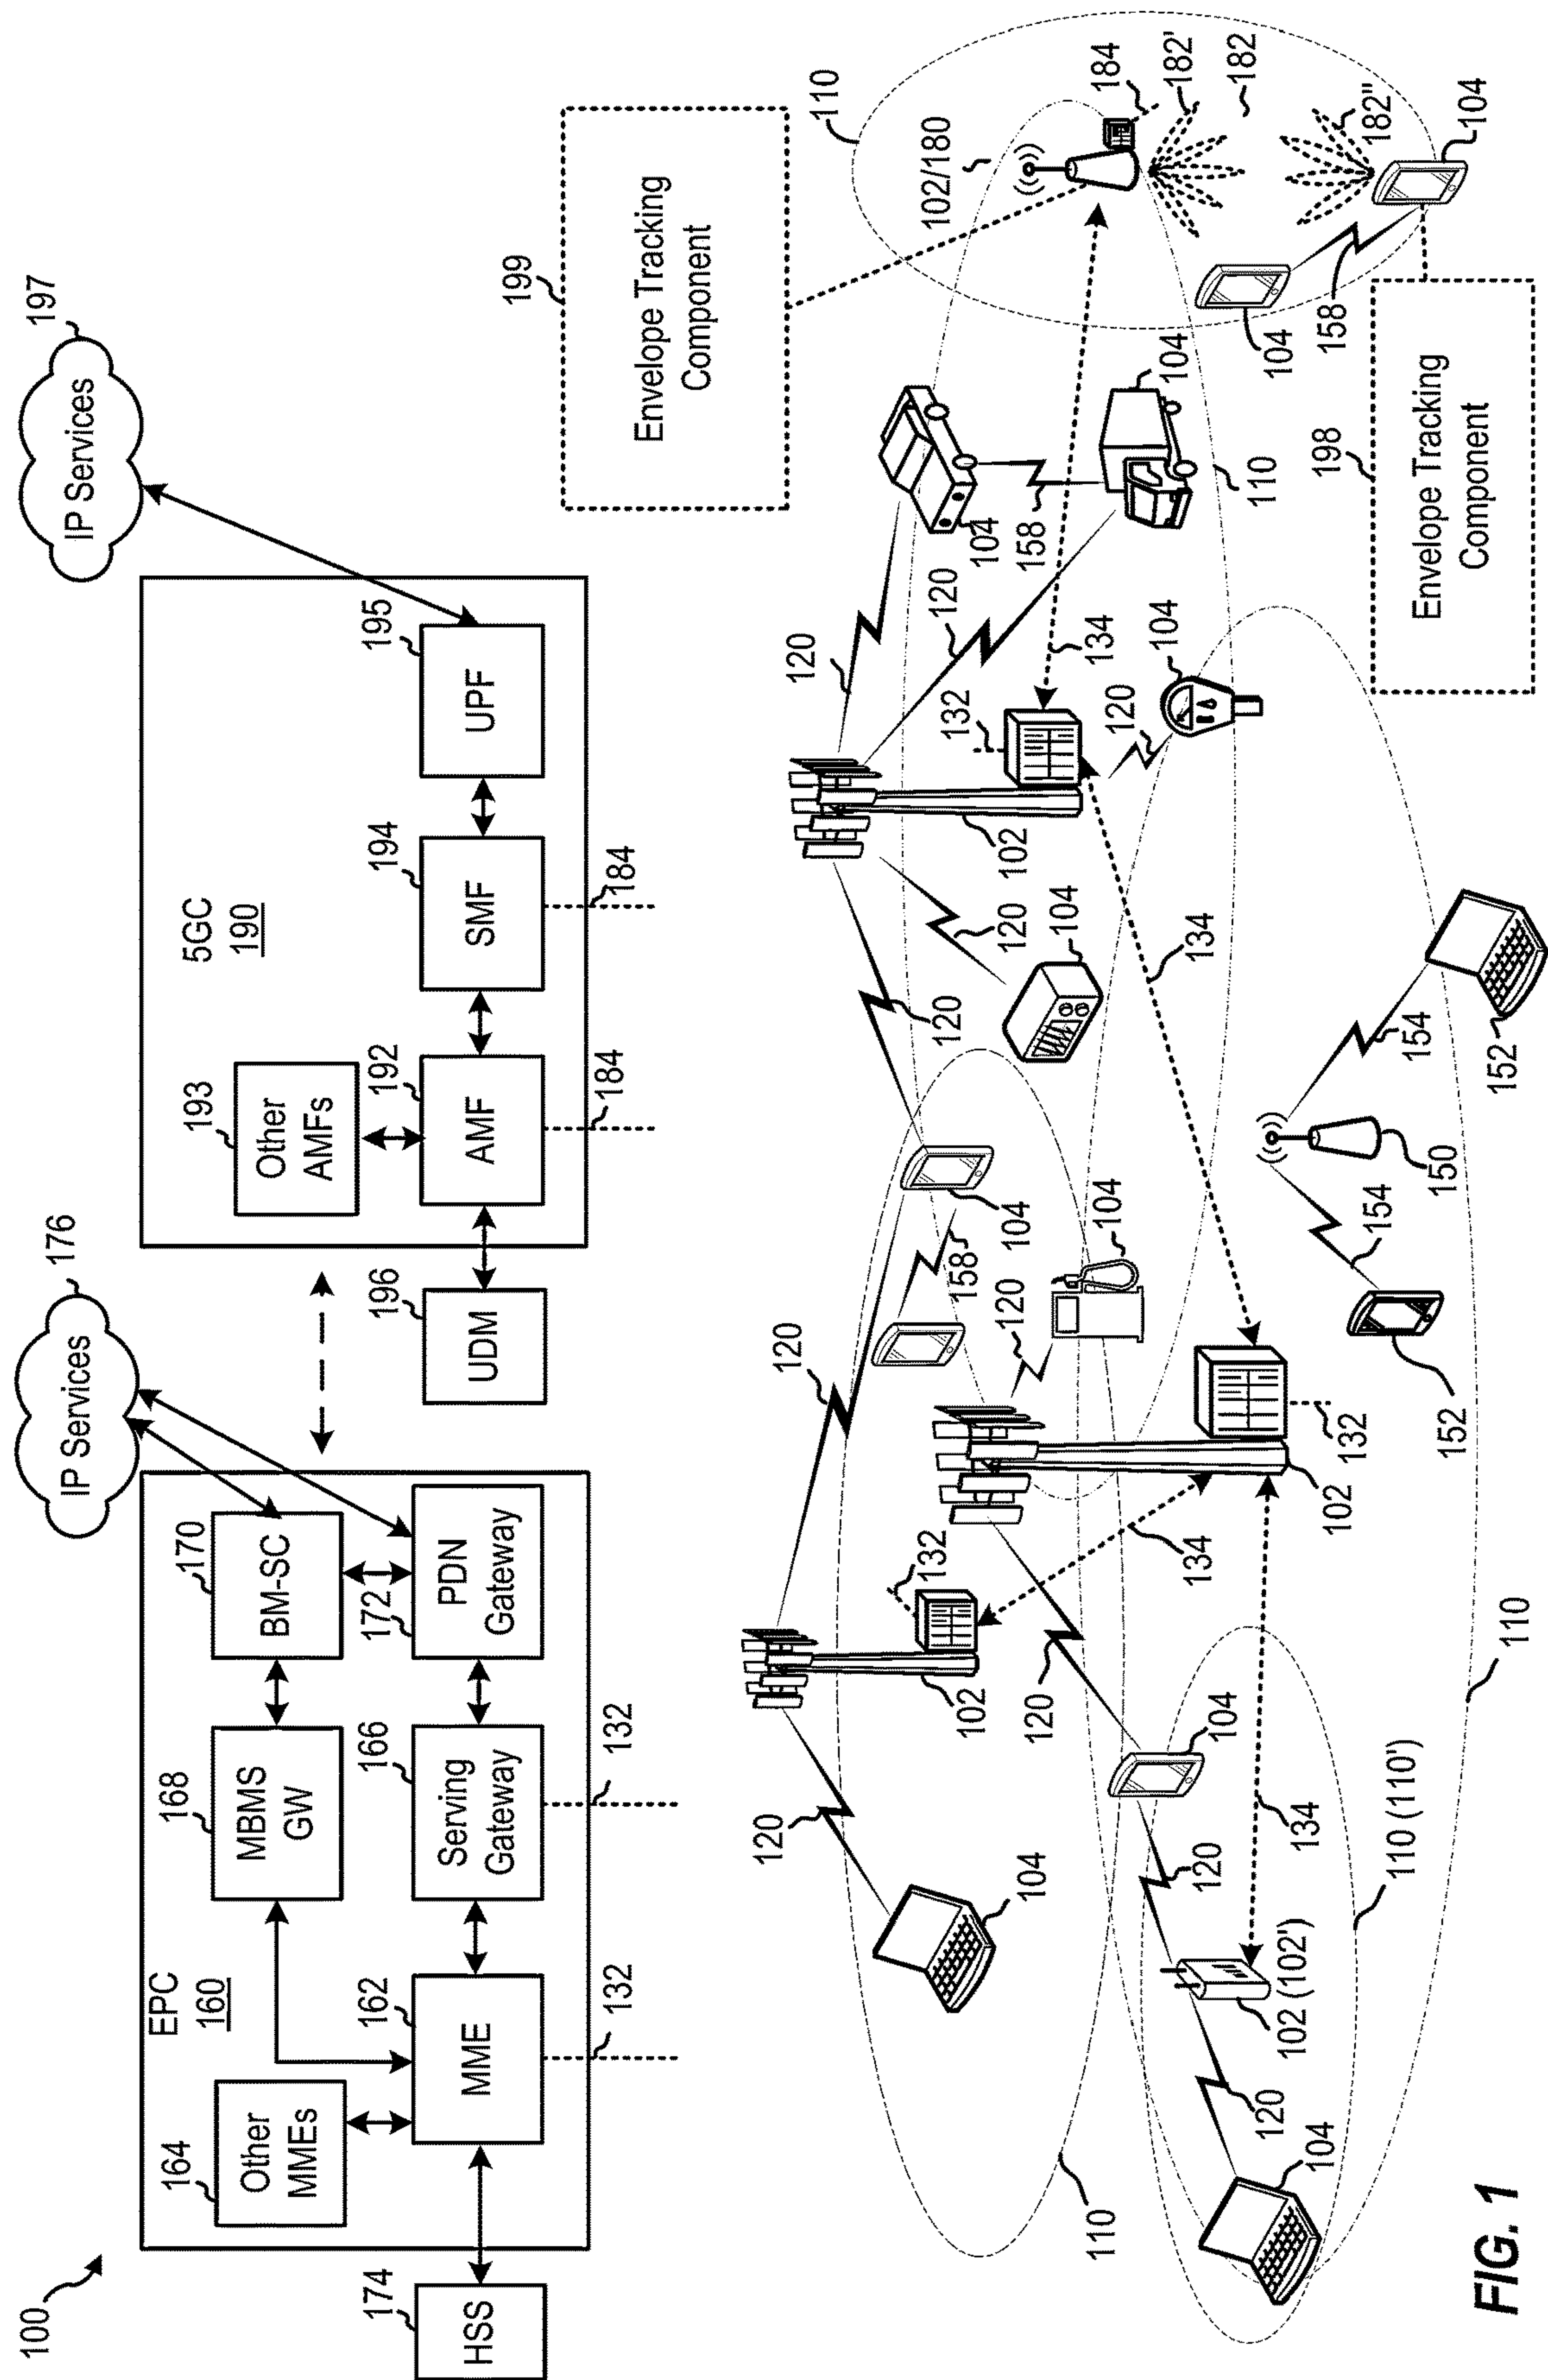 100
HSS
174
EPC
160
Other
MMEs
164
MME
162
132
MBMS
GW
168
Serving
Gateway
166
132
BM-SC
170
PDN
Gateway
172
IP Services
176
UDM
196
5GC
190
Other
AMFs
193
AMF
192
184
SMF
194
184
UPF
195
IP Services
197
199
Envelope Tracking
Component
198
Envelope Tracking
Component
110
102/180
184
182'
182
182"
104
158
104
104
158
104
110
120
120
134
132
102
120
104
120
104
120
134
104
158
120
120
104
132
102
134
132
102
120
104
120
104
120
134
102 (102')
120
104
110
110 (110')
110
152
154
150
154
152
FIG. 1